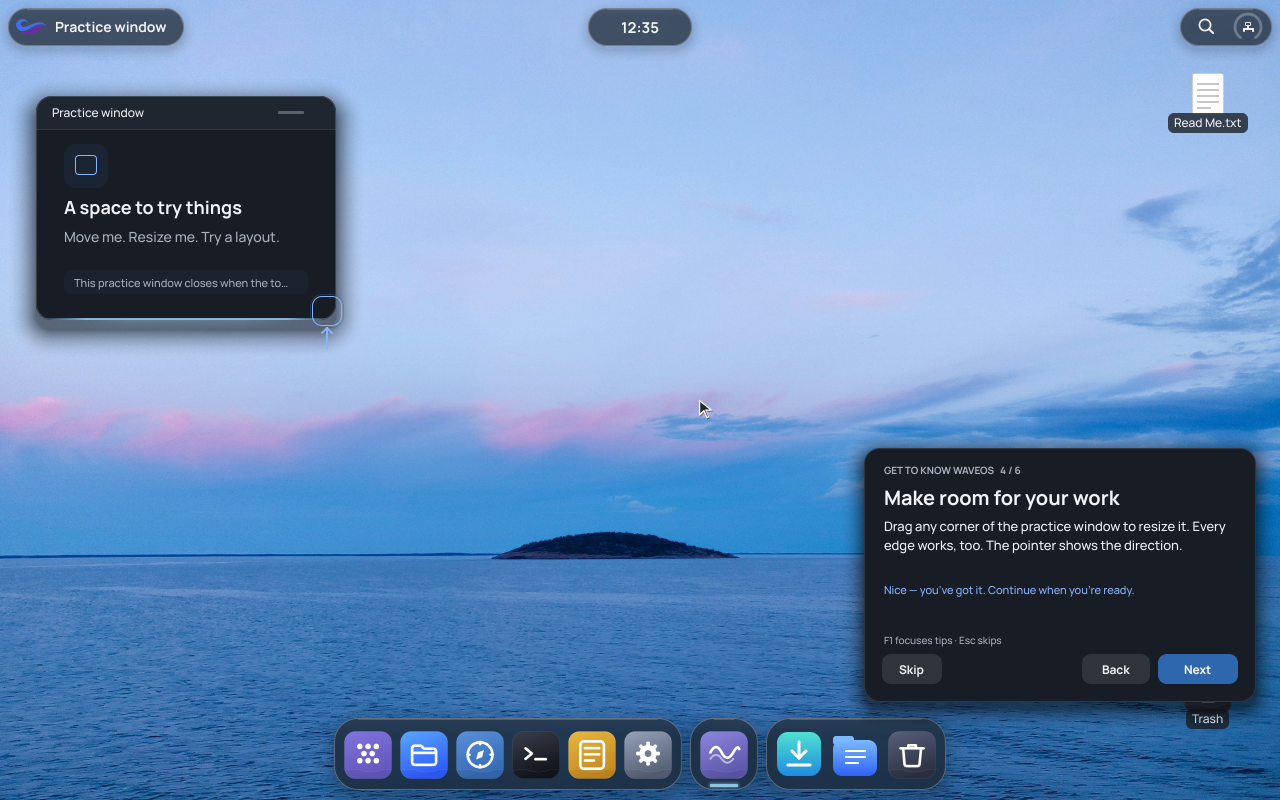 Practice window
12:35
Practice window
A space to try things
Move me. Resize me. Try a layout.
This practice window closes when the to…
Read Me.txt
GET TO KNOW WAVEOS 4 / 6
Make room for your work
Drag any corner of the practice window to resize it. Every
edge works, too. The pointer shows the direction.
Nice — you've got it. Continue when you're ready.
F1 focuses tips · Esc skips
Skip
Back
Next
Trash